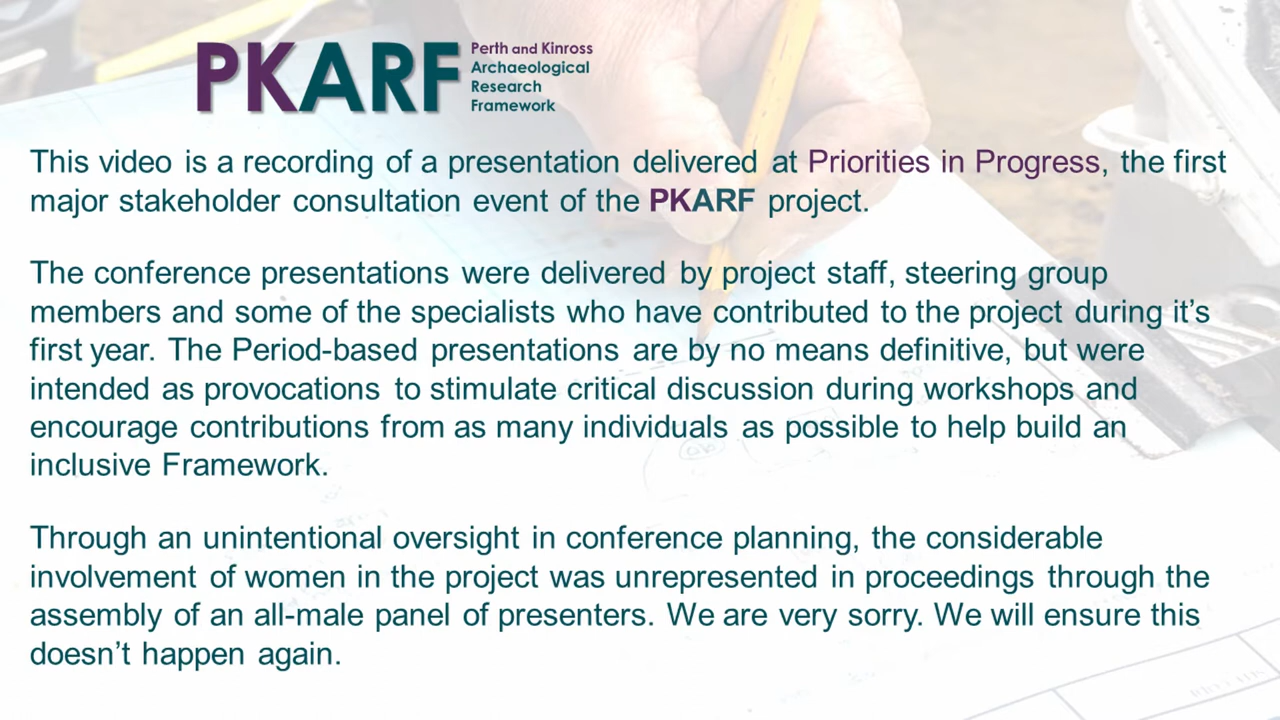 PKARF
Perth and Kinross
Archaeological
Research
Framework
This video is a recording of a presentation delivered at Priorities in Progress, the first
major stakeholder consultation event of the PKARF project.
The conference presentations were delivered by project staff, steering group
members and some of the specialists who have contributed to the project during it's
first year. The Period-based presentations are by no means definitive, but were
intended as provocations to stimulate critical discussion during workshops and
encourage contributions from as many individuals as possible to help build an
inclusive Framework.
Through an unintentional oversight in conference planning, the considerable
involvement of women in the project was unrepresented in proceedings through the
assembly of an all-male panel of presenters. We are very sorry. We will ensure this
doesn't happen again.